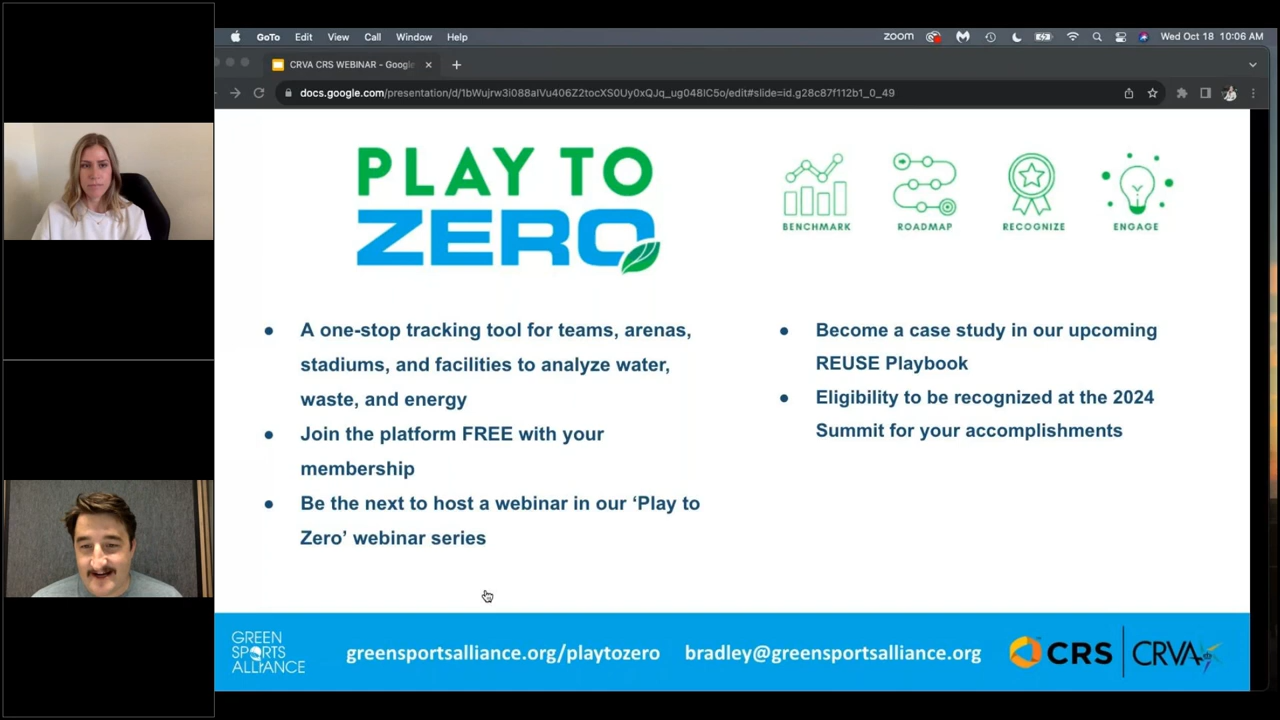 GoTo Edit View Call Window Help zoom Wed Oct 18 10:06 AM
CRVA CRS WEBINAR - Google
docs.google.com/presentation/d/1bWujrw3i088aIVu406Z2tocXS0Uy0xQJq_ug048IC5o/edit#slide=id.g28c87f112b1_0_49
PLAY TO
ZERO
BENCHMARK ROADMAP RECOGNIZE ENGAGE
● A one-stop tracking tool for teams, arenas,
stadiums, and facilities to analyze water,
waste, and energy
● Join the platform FREE with your
membership
● Be the next to host a webinar in our ‘Play to
Zero’ webinar series
● Become a case study in our upcoming
REUSE Playbook
● Eligibility to be recognized at the 2024
Summit for your accomplishments
GREEN
SPORTS
ALLIANCE
greensportsalliance.org/playtozero bradley@greensportsalliance.org
CRS CRVA